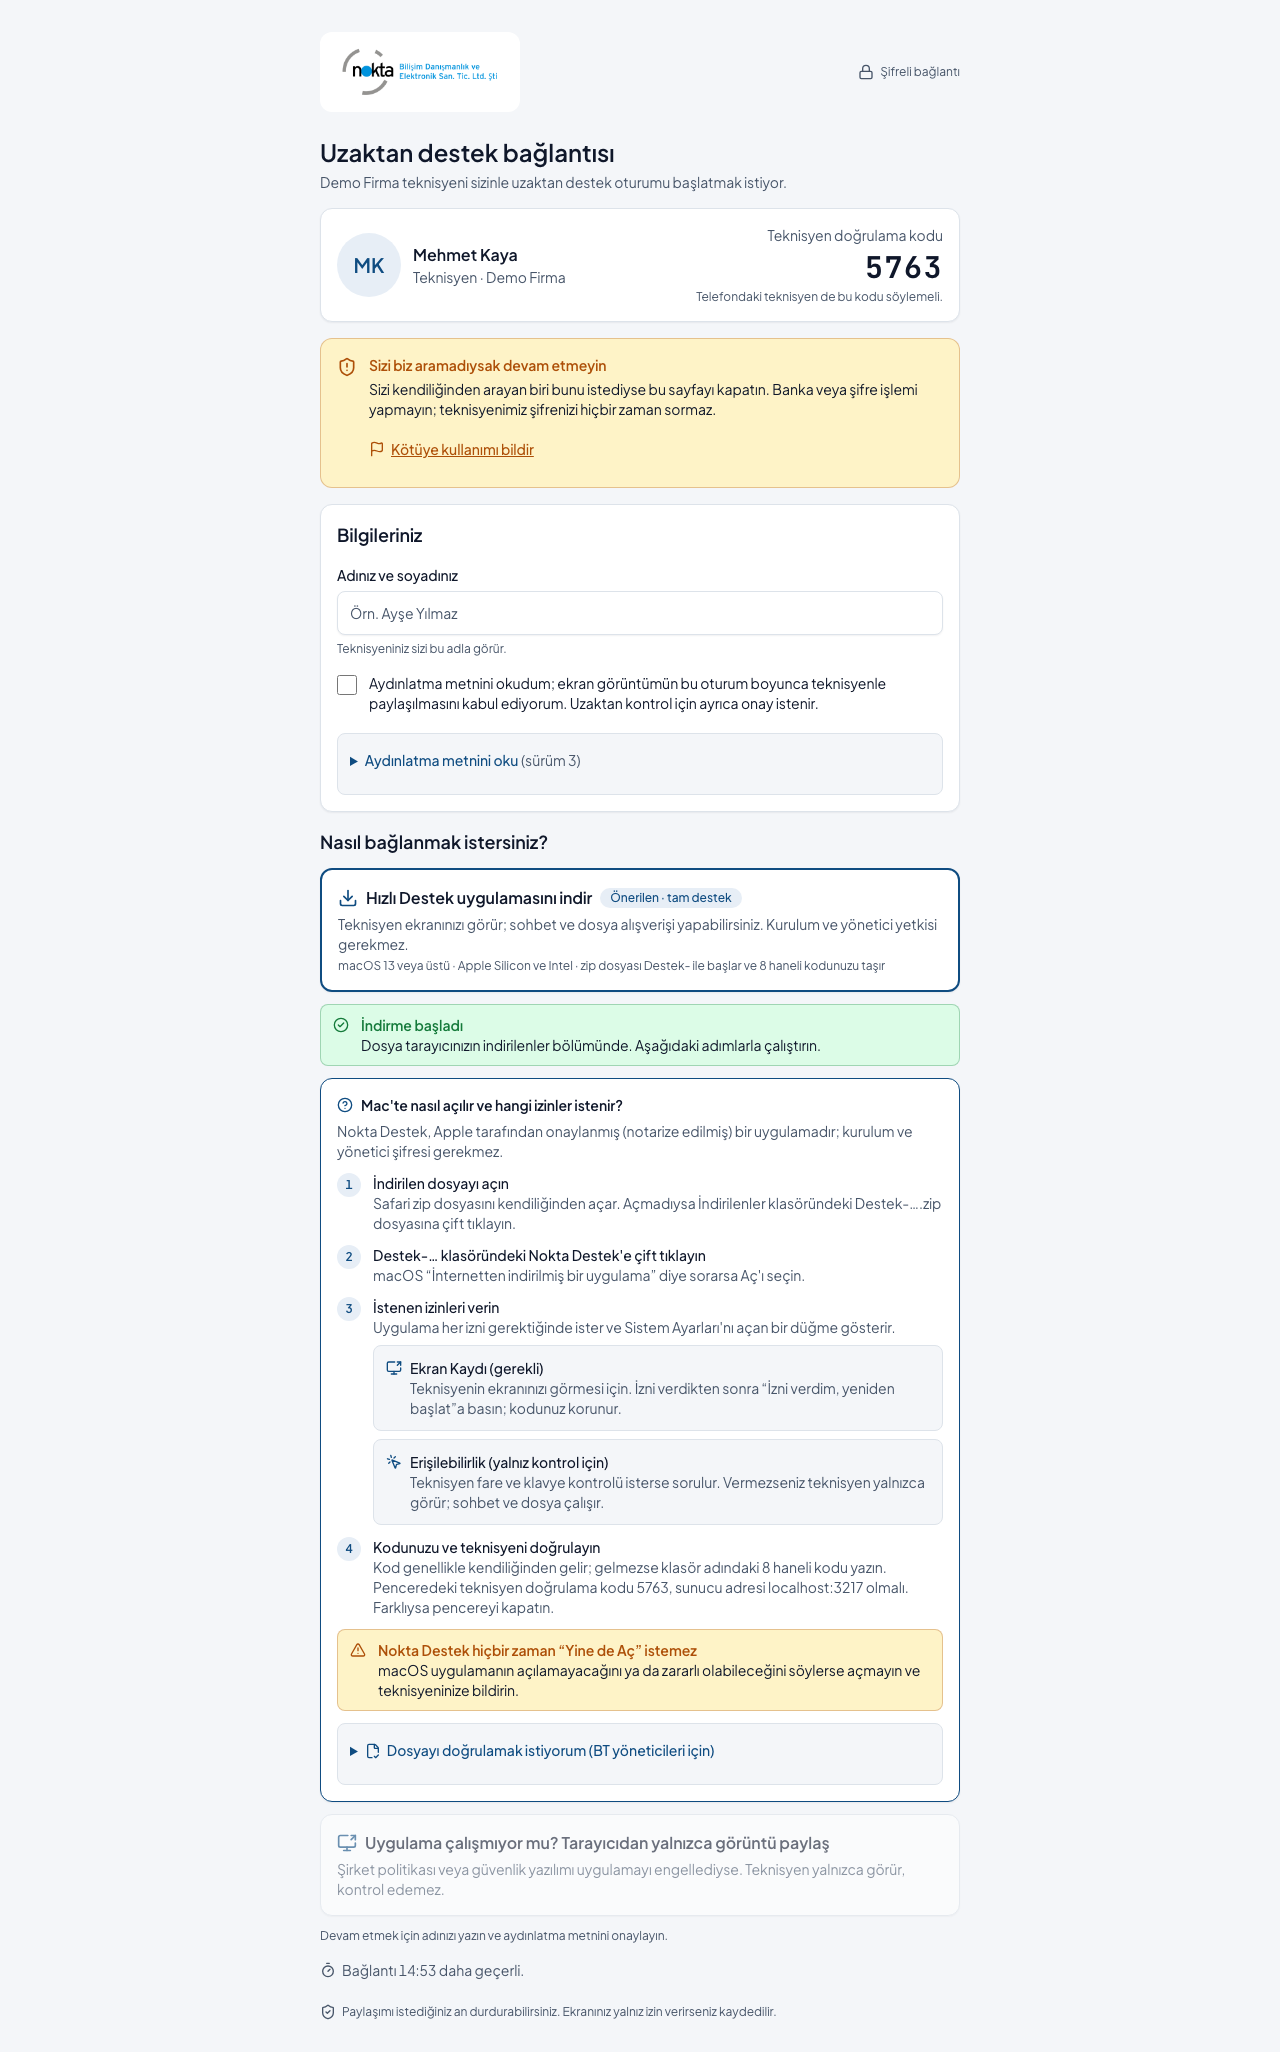 nokta Bilişim Danışmanlık ve
Elektronik San. Tic. Ltd. Şti
Şifreli bağlantı
Uzaktan destek bağlantısı
Demo Firma teknisyeni sizinle uzaktan destek oturumu başlatmak istiyor.
MK
Mehmet Kaya
Teknisyen · Demo Firma
Teknisyen doğrulama kodu
5763
Telefondaki teknisyen de bu kodu söylemeli.
Sizi biz aramadıysak devam etmeyin
Sizi kendiliğinden arayan biri bunu istediyse bu sayfayı kapatın. Banka veya şifre işlemi
yapmayın; teknisyenimiz şifrenizi hiçbir zaman sormaz.
Kötüye kullanımı bildir
Bilgileriniz
Adınız ve soyadınız
Örn. Ayşe Yılmaz
Teknisyeniniz sizi bu adla görür.
Aydınlatma metnini okudum; ekran görüntümün bu oturum boyunca teknisyenle
paylaşılmasını kabul ediyorum. Uzaktan kontrol için ayrıca onay istenir.
Aydınlatma metnini oku (sürüm 3)
Nasıl bağlanmak istersiniz?
Hızlı Destek uygulamasını indir Önerilen · tam destek
Teknisyen ekranınızı görür; sohbet ve dosya alışverişi yapabilirsiniz. Kurulum ve yönetici yetkisi
gerekmez.
macOS 13 veya üstü · Apple Silicon ve Intel · zip dosyası Destek- ile başlar ve 8 haneli kodunuzu taşır
İndirme başladı
Dosya tarayıcınızın indirilenler bölümünde. Aşağıdaki adımlarla çalıştırın.
Mac'te nasıl açılır ve hangi izinler istenir?
Nokta Destek, Apple tarafından onaylanmış (notarize edilmiş) bir uygulamadır; kurulum ve
yönetici şifresi gerekmez.
1 İndirilen dosyayı açın
Safari zip dosyasını kendiliğinden açar. Açmadıysa İndirilenler klasöründeki Destek-….zip
dosyasına çift tıklayın.
2 Destek-… klasöründeki Nokta Destek'e çift tıklayın
macOS “İnternetten indirilmiş bir uygulama” diye sorarsa Aç'ı seçin.
3 İstenen izinleri verin
Uygulama her izni gerektiğinde ister ve Sistem Ayarları'nı açan bir düğme gösterir.
Ekran Kaydı (gerekli)
Teknisyenin ekranınızı görmesi için. İzni verdikten sonra “İzni verdim, yeniden
başlat”a basın; kodunuz korunur.
Erişilebilirlik (yalnız kontrol için)
Teknisyen fare ve klavye kontrolü isterse sorulur. Vermezseniz teknisyen yalnızca
görür; sohbet ve dosya çalışır.
4 Kodunuzu ve teknisyeni doğrulayın
Kod genellikle kendiliğinden gelir; gelmezse klasör adındaki 8 haneli kodu yazın.
Penceredeki teknisyen doğrulama kodu 5763, sunucu adresi localhost:3217 olmalı.
Farklıysa pencereyi kapatın.
Nokta Destek hiçbir zaman “Yine de Aç” istemez
macOS uygulamanın açılamayacağını ya da zararlı olabileceğini söylerse açmayın ve
teknisyeninize bildirin.
Dosyayı doğrulamak istiyorum (BT yöneticileri için)
Uygulama çalışmıyor mu? Tarayıcıdan yalnızca görüntü paylaş
Şirket politikası veya güvenlik yazılımı uygulamayı engellediyse. Teknisyen yalnızca görür,
kontrol edemez.
Devam etmek için adınızı yazın ve aydınlatma metnini onaylayın.
Bağlantı 14:53 daha geçerli.
Paylaşımı istediğiniz an durdurabilirsiniz. Ekranınız yalnız izin verirseniz kaydedilir.